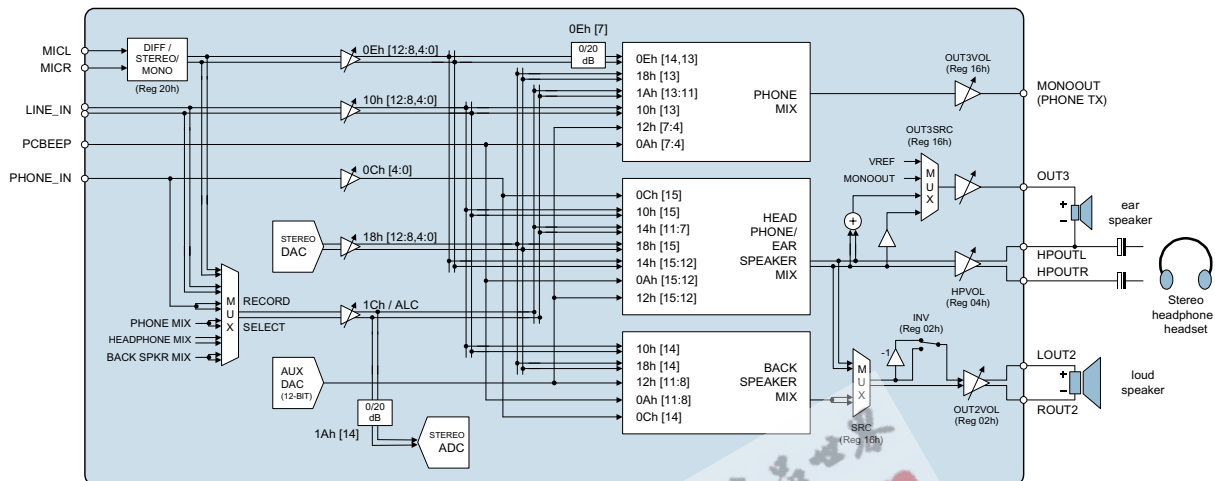 MICL
MICR
LINE_IN
PCBEEP
PHONE_IN
DIFF /
STEREO/
MONO
(Reg 20h)
0Eh [12:8,4:0]
10h [12:8,4:0]
0Ch [4:0]
STEREO
DAC
18h [12:8,4:0]
PHONE MIX
HEADPHONE MIX
BACK SPKR MIX
M
U
X
RECORD
SELECT
1Ch / ALC
AUX
DAC
(12-BIT)
0/20
dB
1Ah [14]
STEREO
ADC
0Eh [7]
0/20
dB
0Eh [14,13]
18h [13]
1Ah [13:11]
10h [13]
12h [7:4]
0Ah [7:4]
PHONE
MIX
0Ch [15]
10h [15]
14h [11:7]
18h [15]
14h [15:12]
0Ah [15:12]
12h [15:12]
HEAD
PHONE/
EAR
SPEAKER
MIX
10h [14]
18h [14]
12h [11:8]
0Ah [11:8]
0Ch [14]
BACK
SPEAKER
MIX
OUT3VOL
(Reg 16h)
MONOOUT
(PHONE TX)
OUT3SRC
(Reg 16h)
VREF
MONOOUT
M
U
X
+
OUT3
+
−
ear
speaker
HPOUTL
HPOUTR
HPVOL
(Reg 04h)
Stereo
headphone
headset
INV
(Reg 02h)
-1
M
U
X
SRC
(Reg 16h)
OUT2VOL
(Reg 02h)
LOUT2
+
−
ROUT2
loud
speaker